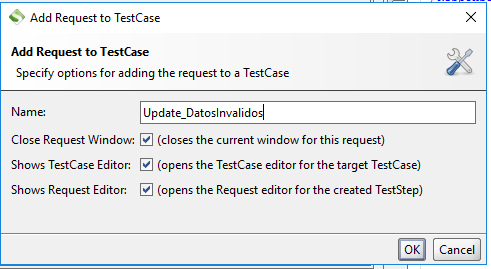 Add Request to TestCase
Add Request to TestCase
Specify options for adding the request to a TestCase
Name: Update_DatosInvalidos
Close Request Window: (closes the current window for this request)
Shows TestCase Editor: (opens the TestCase editor for the target TestCase)
Shows Request Editor: (opens the Request editor for the created TestStep)
OK Cancel